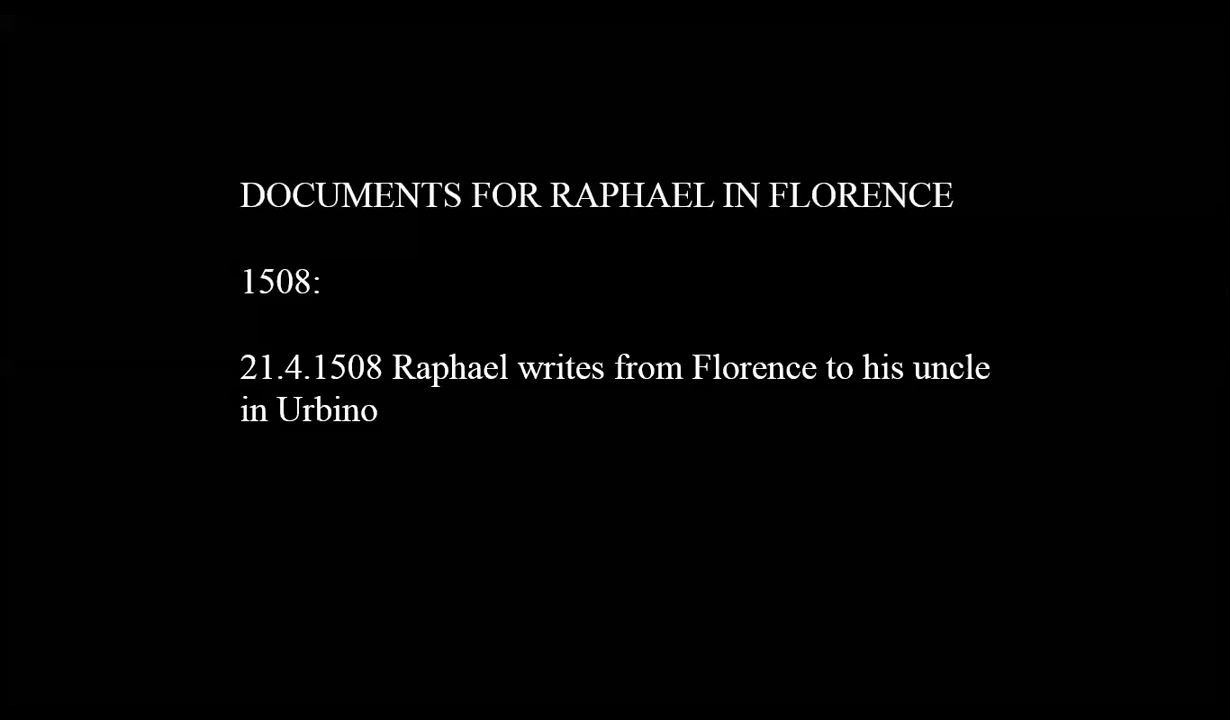 DOCUMENTS FOR RAPHAEL IN FLORENCE
1508:
21.4.1508 Raphael writes from Florence to his uncle
in Urbino